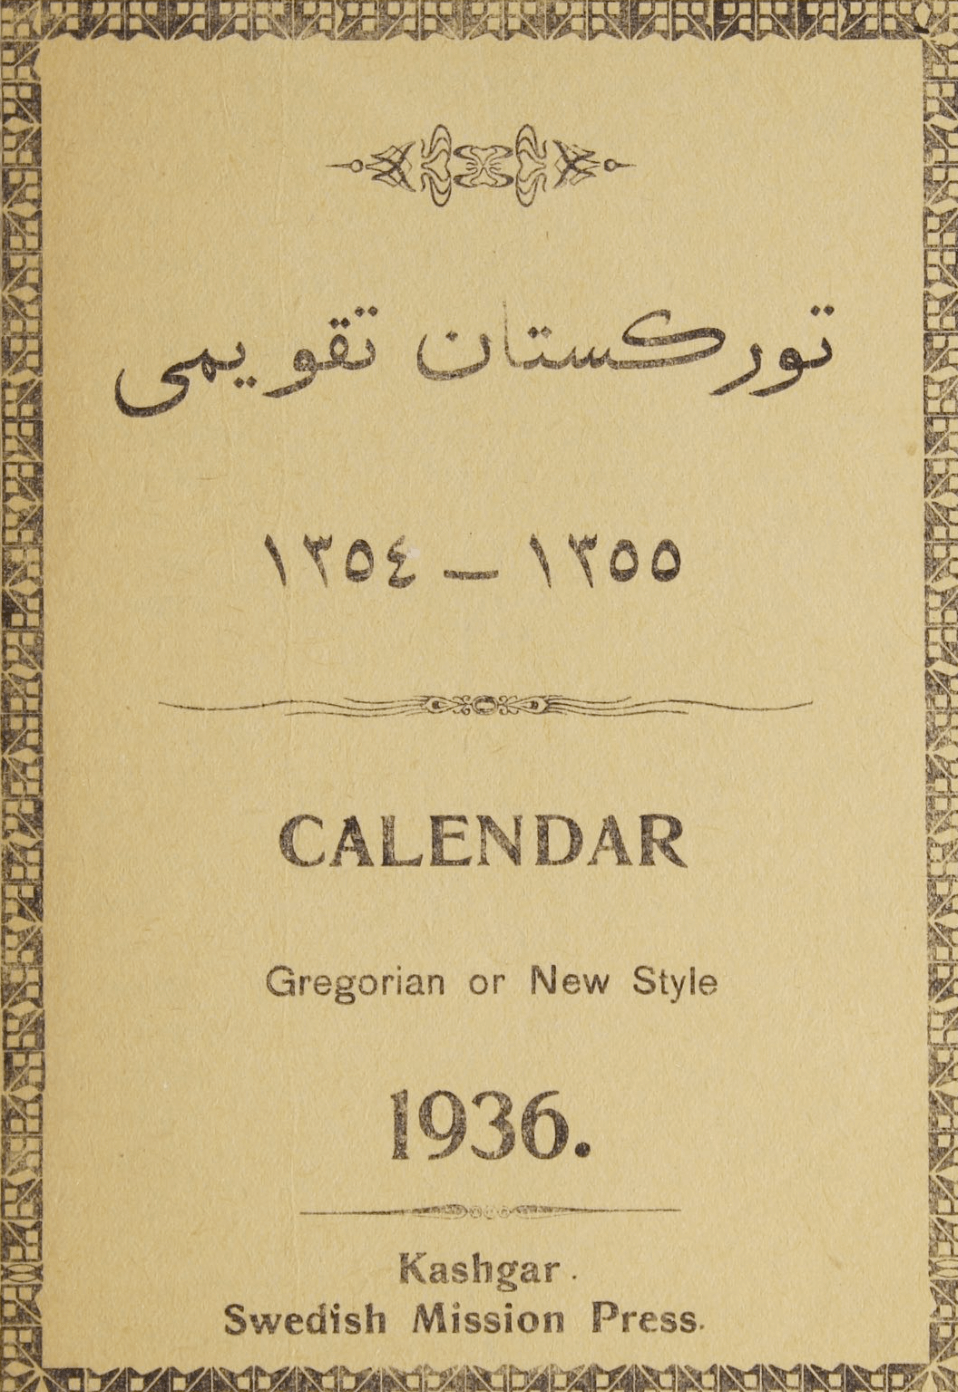 توركستان تقويمى
١٣٥٤ — ١٣٥٥
CALENDAR
Gregorian or New Style
1936.
Kashgar.
Swedish Mission Press.